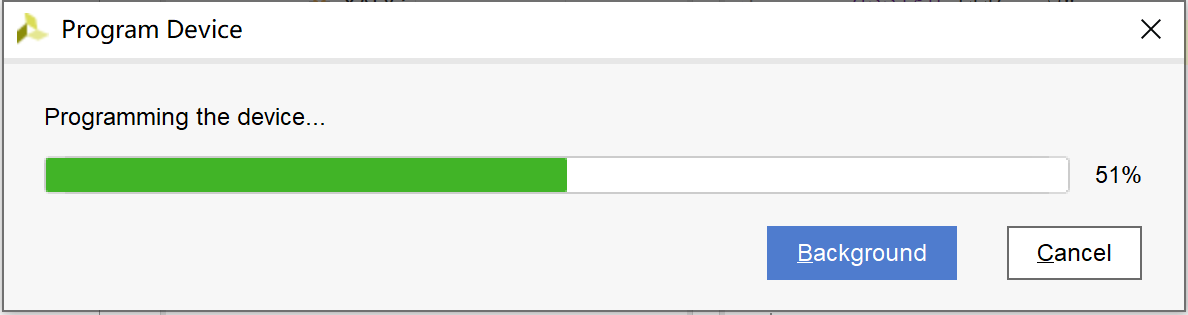 Program Device
Programming the device...
51%
Background
Cancel